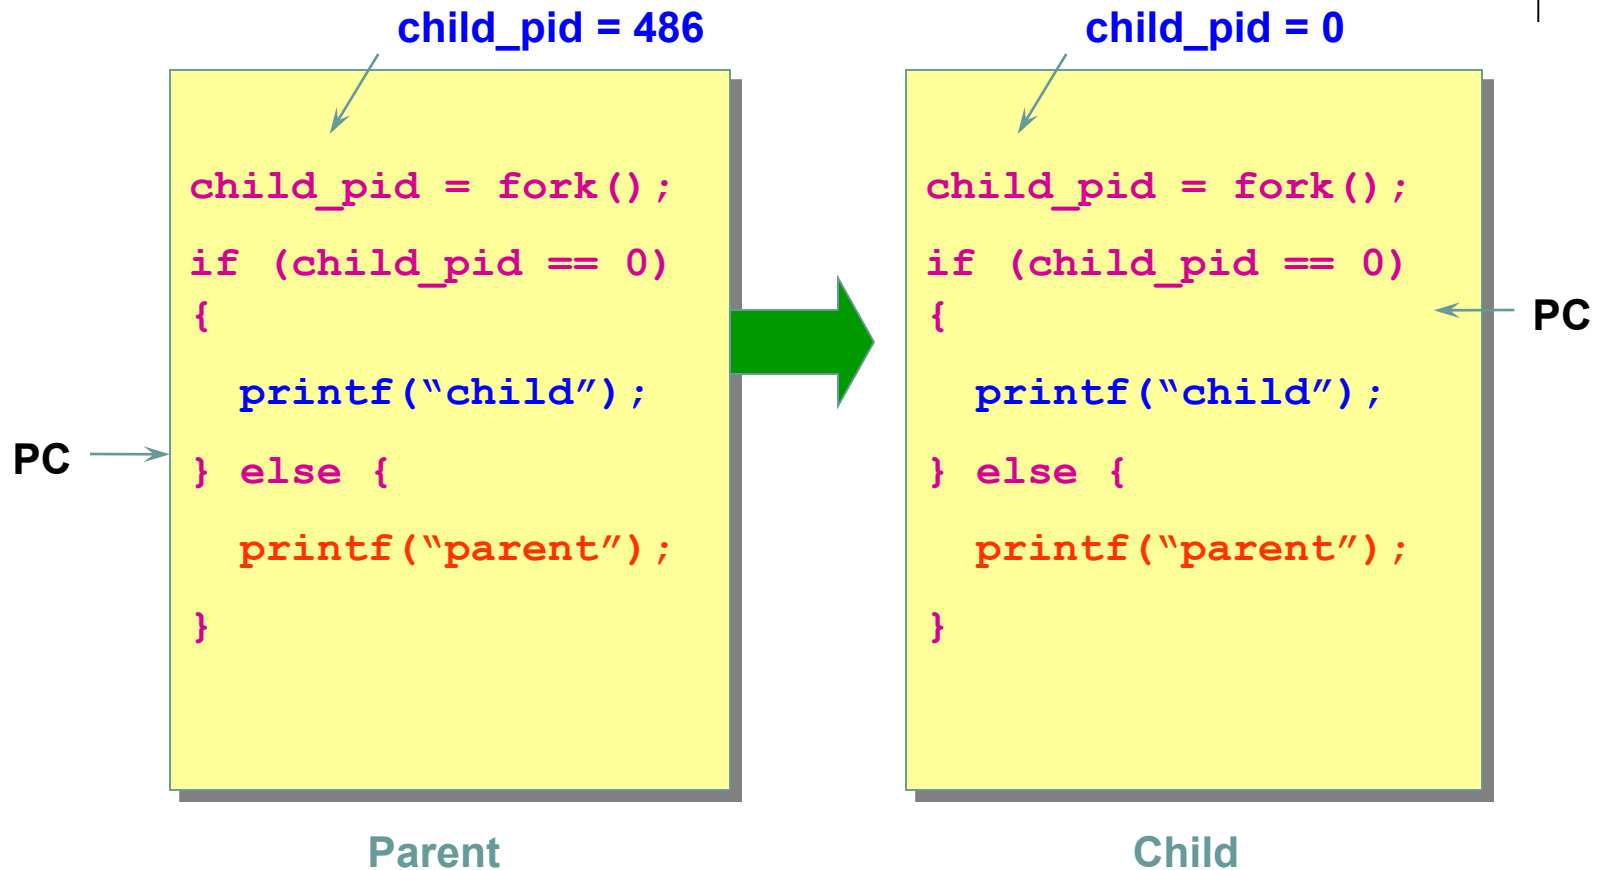 child_pid = 486
child_pid = fork();
if (child_pid == 0)
{
printf(“child”);
PC
} else {
printf(“parent”);
}
Parent
child_pid = 0
child_pid = fork();
if (child_pid == 0)
{
PC
printf(“child”);
} else {
printf(“parent”);
}
Child